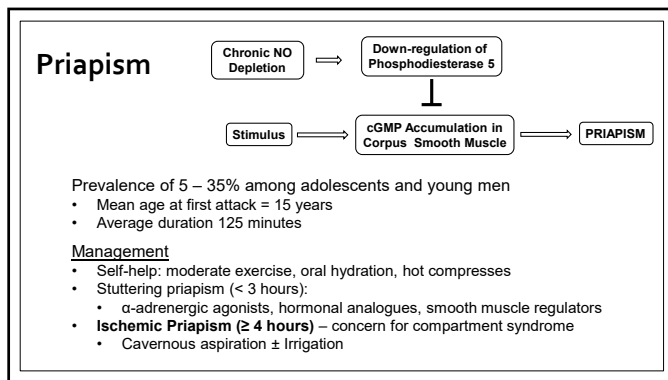 Priapism
Chronic NO
Depletion
Down-regulation of
Phosphodiesterase 5
Stimulus
cGMP Accumulation in
Corpus Smooth Muscle
PRIAPISM
Prevalence of 5 – 35% among adolescents and young men
• Mean age at first attack = 15 years
• Average duration 125 minutes
Management
• Self-help: moderate exercise, oral hydration, hot compresses
• Stuttering priapism (< 3 hours):
• α-adrenergic agonists, hormonal analogues, smooth muscle regulators
• Ischemic Priapism (≥ 4 hours) – concern for compartment syndrome
• Cavernous aspiration ± Irrigation